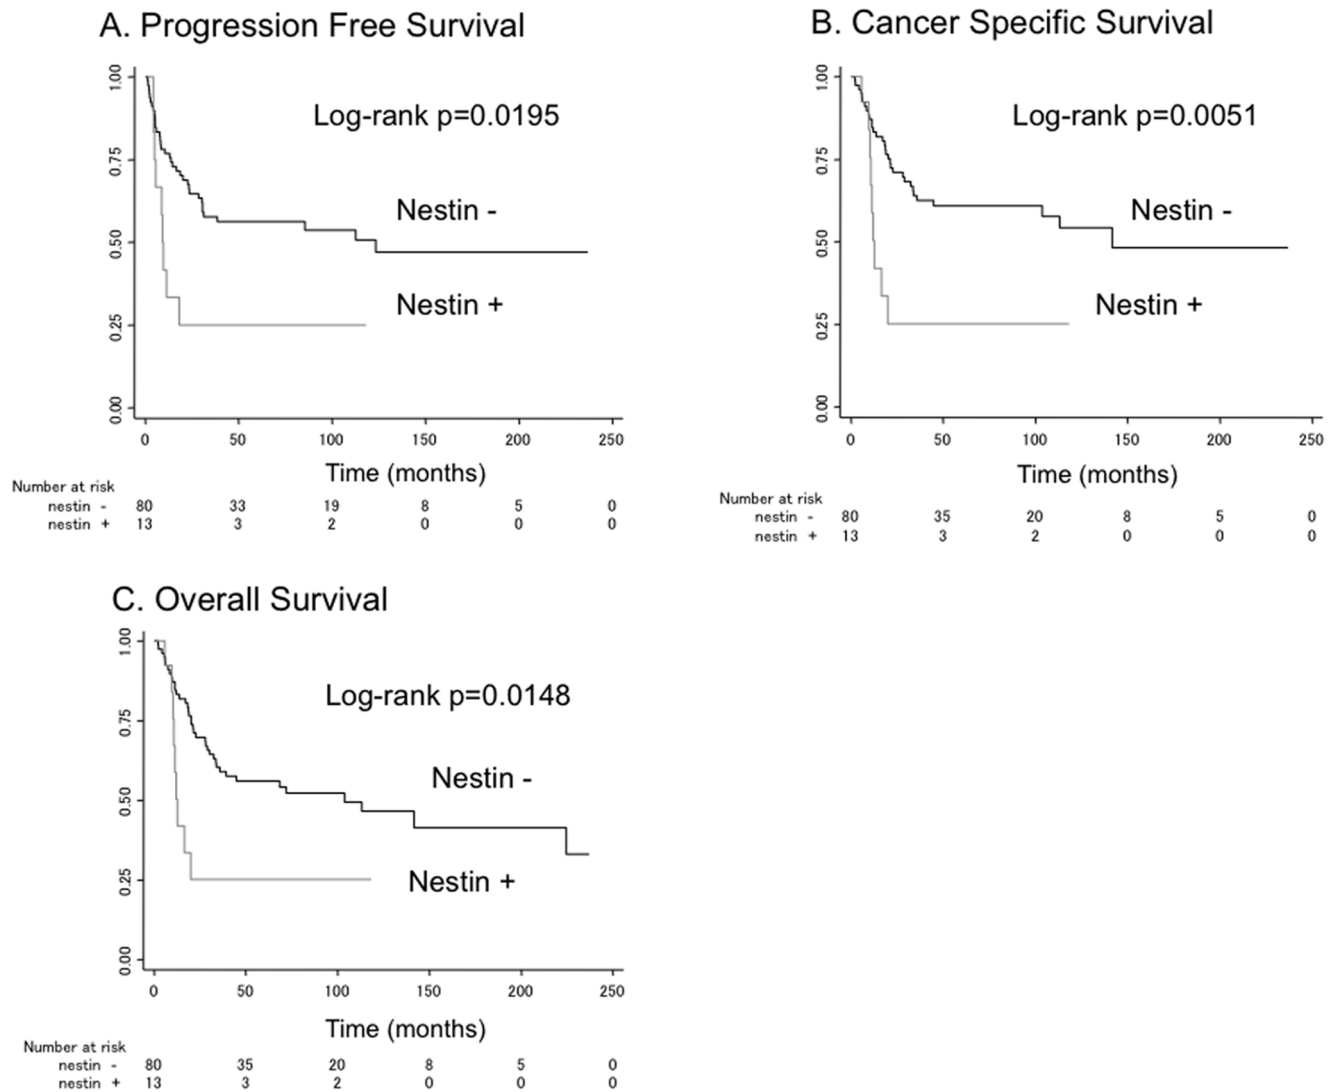 A. Progression Free Survival
Log-rank p=0.0195
Nestin -
Nestin +
1.00
0.75
0.50
0.25
0.00
0 50 100 150 200 250
Time (months)
Number at risk
nestin - 80 33 19 8 5 0
nestin + 13 3 2 0 0 0
B. Cancer Specific Survival
Log-rank p=0.0051
Nestin -
Nestin +
1.00
0.75
0.50
0.25
0.00
0 50 100 150 200 250
Time (months)
Number at risk
nestin - 80 35 20 8 5 0
nestin + 13 3 2 0 0 0
C. Overall Survival
Log-rank p=0.0148
Nestin -
Nestin +
1.00
0.75
0.50
0.25
0.00
0 50 100 150 200 250
Time (months)
Number at risk
nestin - 80 35 20 8 5 0
nestin + 13 3 2 0 0 0